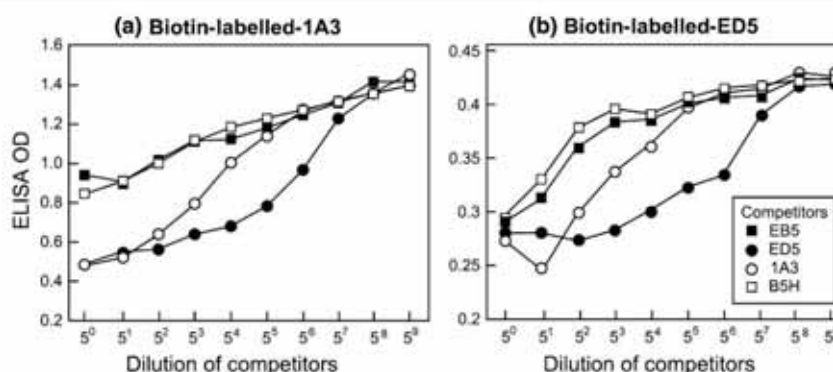 (a) Biotin-labelled-1A3
ELISA OD
1.6
1.4
1.2
1.0
0.8
0.6
0.4
0.2
5⁰ 5¹ 5² 5³ 5⁴ 5⁵ 5⁶ 5⁷ 5⁸ 5⁹
Dilution of competitors
(b) Biotin-labelled-ED5
0.45
0.4
0.35
0.3
0.25
0.2
5⁰ 5¹ 5² 5³ 5⁴ 5⁵ 5⁶ 5⁷ 5⁸
Dilution of competitors
Competitors
EB5
ED5
1A3
B5H